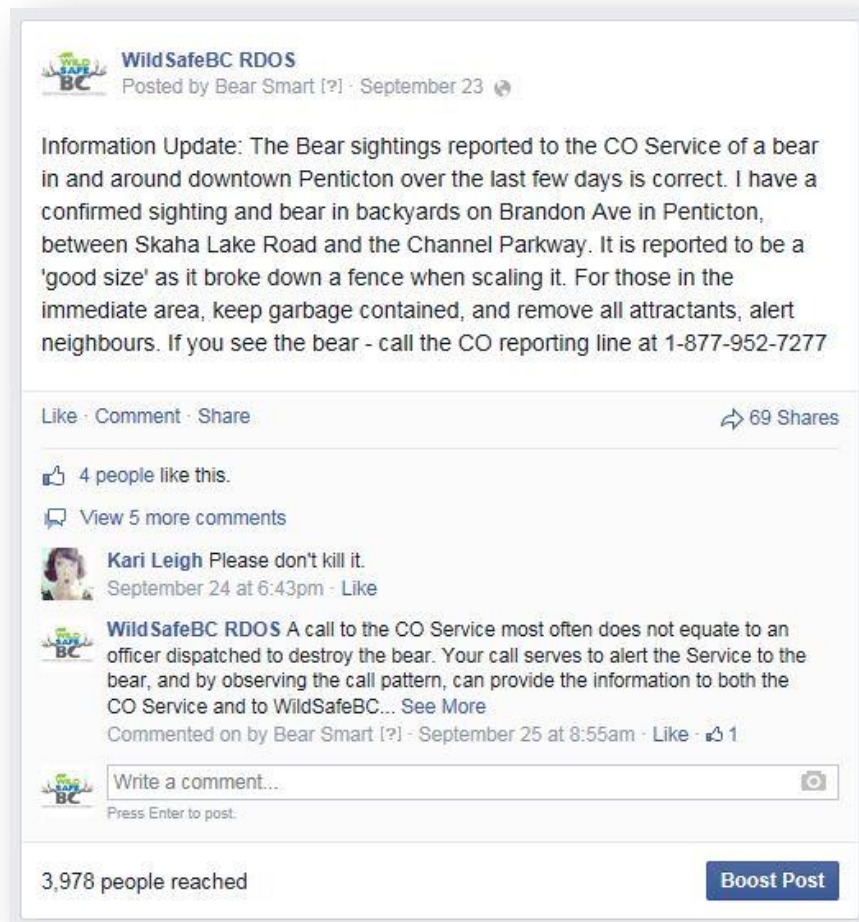 WILD
SAFE
BC
WildSafeBC RDOS
Posted by Bear Smart [?] · September 23
Information Update: The Bear sightings reported to the CO Service of a bear
in and around downtown Penticton over the last few days is correct. I have a
confirmed sighting and bear in backyards on Brandon Ave in Penticton,
between Skaha Lake Road and the Channel Parkway. It is reported to be a
'good size' as it broke down a fence when scaling it. For those in the
immediate area, keep garbage contained, and remove all attractants, alert
neighbours. If you see the bear - call the CO reporting line at 1-877-952-7277
Like · Comment · Share
69 Shares
4 people like this.
View 5 more comments
Kari Leigh Please don't kill it.
September 24 at 6:43pm · Like
WILD
SAFE
BC
WildSafeBC RDOS A call to the CO Service most often does not equate to an
officer dispatched to destroy the bear. Your call serves to alert the Service to the
bear, and by observing the call pattern, can provide the information to both the
CO Service and to WildSafeBC... See More
Commented on by Bear Smart [?] · September 25 at 8:55am · Like · 1
WILD
SAFE
BC
Write a comment...
Press Enter to post.
3,978 people reached
Boost Post